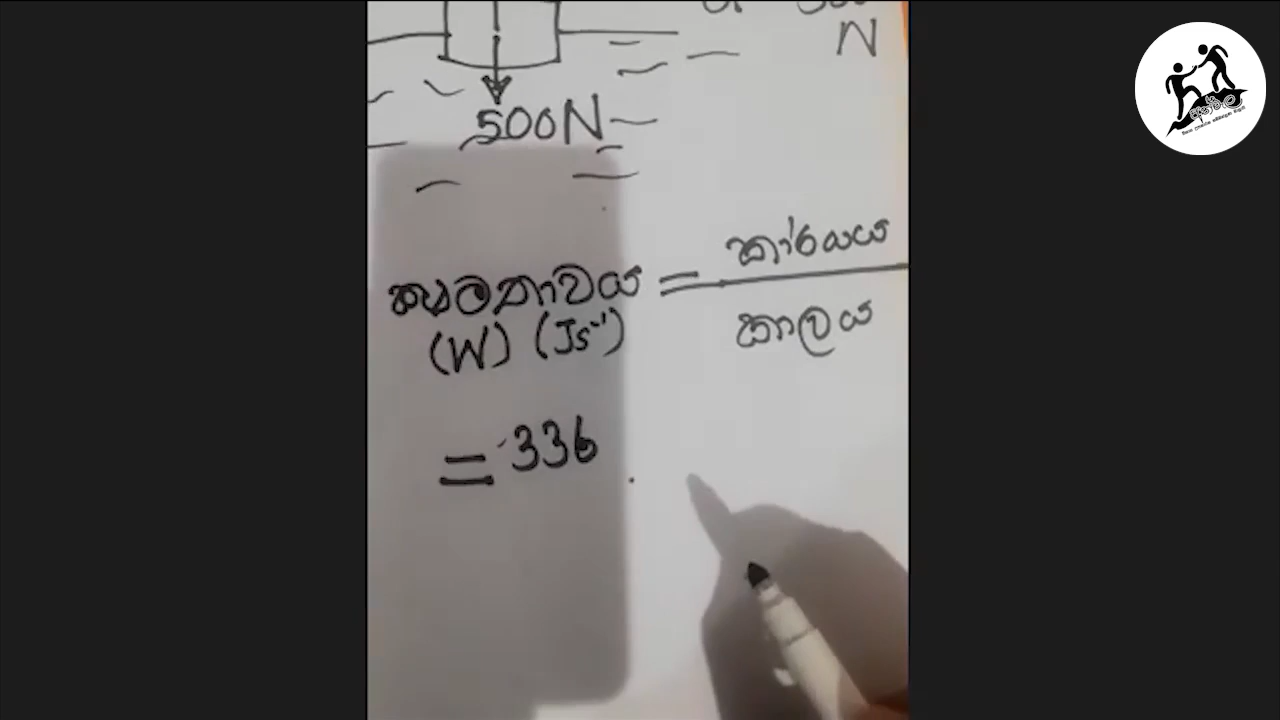 N
500N
ක්ෂමතාවය = කාර්යය
කාලය
(W) (Js⁻¹)
= 336